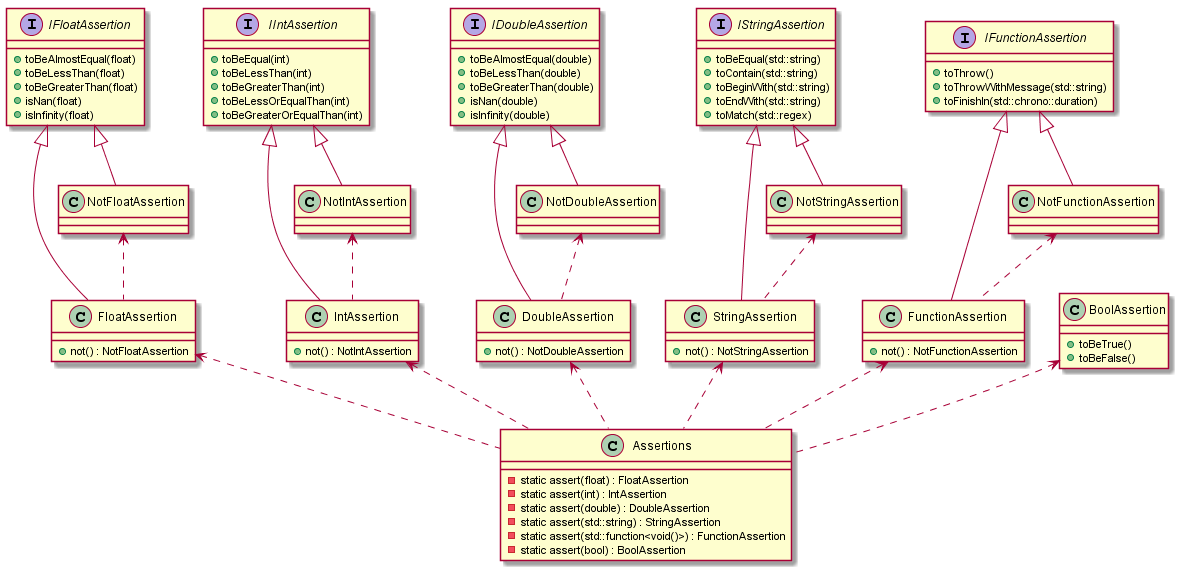 I IFloatAssertion
toBeAlmostEqual(float)
toBeLessThan(float)
toBeGreaterThan(float)
isNan(float)
isInfinity(float)
I IIntAssertion
toBeEqual(int)
toBeLessThan(int)
toBeGreaterThan(int)
toBeLessOrEqualThan(int)
toBeGreaterOrEqualThan(int)
I IDoubleAssertion
toBeAlmostEqual(double)
toBeLessThan(double)
toBeGreaterThan(double)
isNan(double)
isInfinity(double)
I IStringAssertion
toBeEqual(std::string)
toContain(std::string)
toBeginWith(std::string)
toEndWith(std::string)
toMatch(std::regex)
I IFunctionAssertion
toThrow()
toThrowWithMessage(std::string)
toFinishIn(std::chrono::duration)
C NotFloatAssertion
C NotIntAssertion
C NotDoubleAssertion
C NotStringAssertion
C NotFunctionAssertion
C FloatAssertion
not() : NotFloatAssertion
C IntAssertion
not() : NotIntAssertion
C DoubleAssertion
not() : NotDoubleAssertion
C StringAssertion
not() : NotStringAssertion
C FunctionAssertion
not() : NotFunctionAssertion
C BoolAssertion
toBeTrue()
toBeFalse()
C Assertions
static assert(float) : FloatAssertion
static assert(int) : IntAssertion
static assert(double) : DoubleAssertion
static assert(std::string) : StringAssertion
static assert(std::function<void()>) : FunctionAssertion
static assert(bool) : BoolAssertion